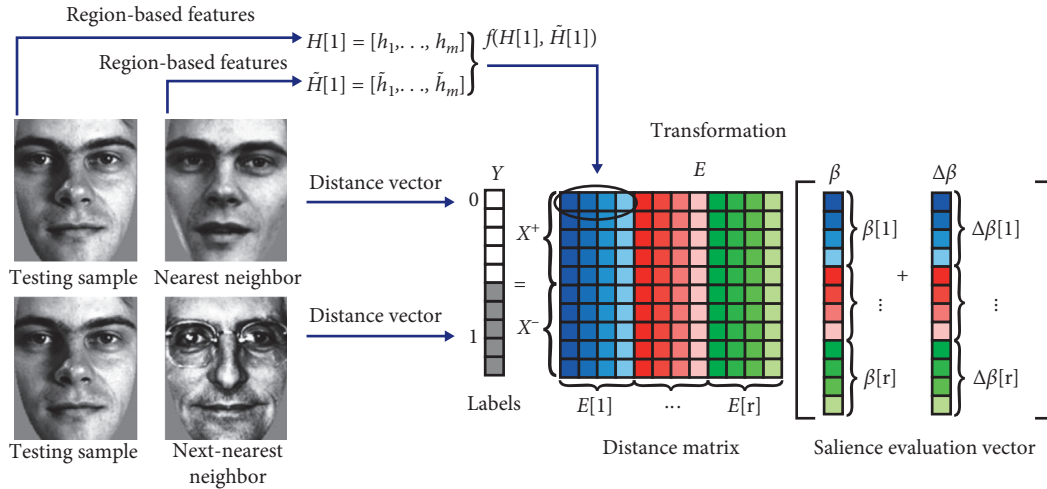 Region-based features
H[1] = [h₁,. . ., hₘ]
f(H[1], H̃[1])
Region-based features
H̃[1] = [h̃₁,. . ., h̃ₘ]
Transformation
Y
E
β
Δβ
Distance vector
0
X⁺
β[1]
Δβ[1]
+
Testing sample
Nearest neighbor
=
⋮
⋮
Distance vector
1
X⁻
β[r]
Δβ[r]
Labels
E[1]
...
E[r]
Testing sample
Next-nearest
neighbor
Distance matrix
Salience evaluation vector